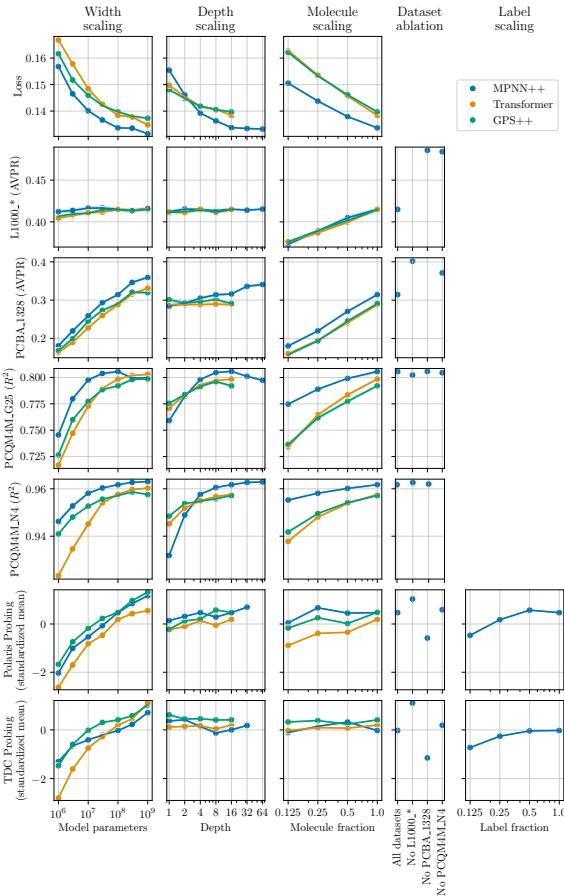 Width scaling
Depth scaling
Molecule scaling
Dataset ablation
Label scaling
MPNN++
Transformer
GPS++
Loss
0.16
0.15
0.14
L1000_* (AVPR)
0.45
0.40
PCBA_1328 (AVPR)
0.4
0.3
0.2
PCQM4M_G25 (R²)
0.800
0.775
0.750
0.725
PCQM4M_N4 (R²)
0.96
0.94
Polaris Probing
(standardized mean)
0
−2
TDC Probing
(standardized mean)
0
−2
10⁶ 10⁷ 10⁸ 10⁹
Model parameters
1 2 4 8 16 32 64
Depth
0.125 0.25 0.5 1.0
Molecule fraction
All datasets
No L1000_*
No PCBA_1328
No PCQM4M_N4
0.125 0.25 0.5 1.0
Label fraction